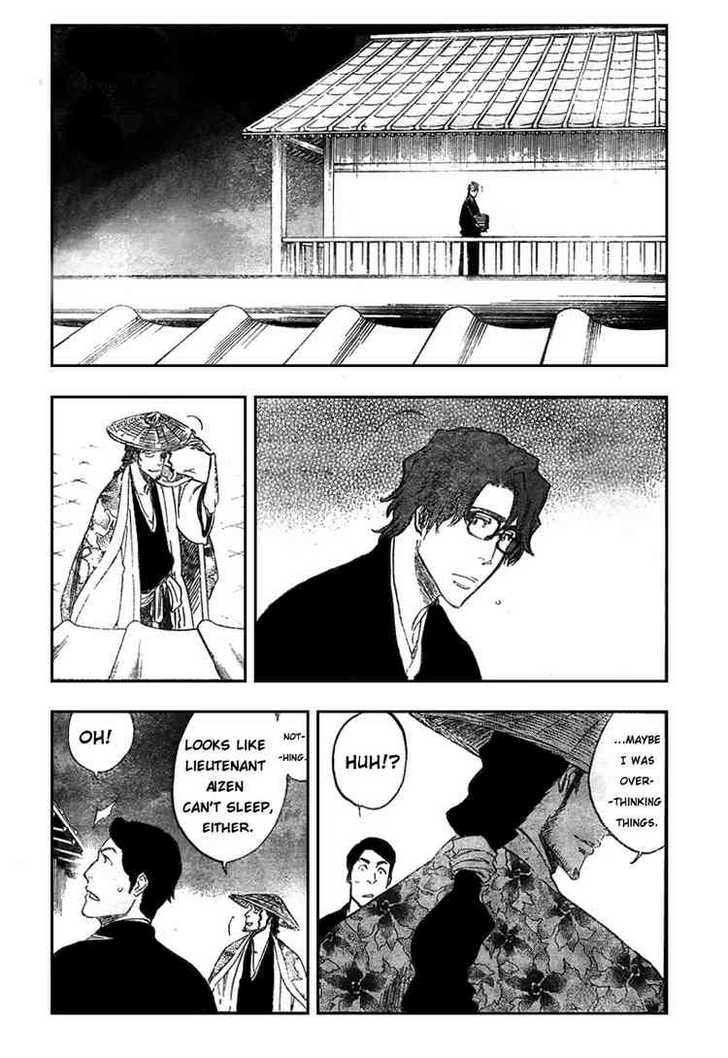 ...MAYBE
I WAS
OVER-
-THINKING
THINGS.
HUH!?
NOT-
-HING.
LOOKS LIKE
LIEUTENANT
AIZEN
CAN'T SLEEP,
EITHER.
OH!